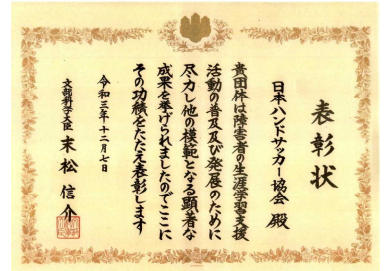 表彰状
日本ハンドサッカー協会 殿
貴団体は障害者の生涯学習支援
活動の普及及び発展のために
尽力し他の模範となる顕著な
成果を挙げられましたのでここに
その功績をたたえ表彰します
令和三年十二月七日
文部科学大臣 末松信介